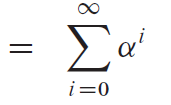 = ∑_{i=0}^{∞} α^i